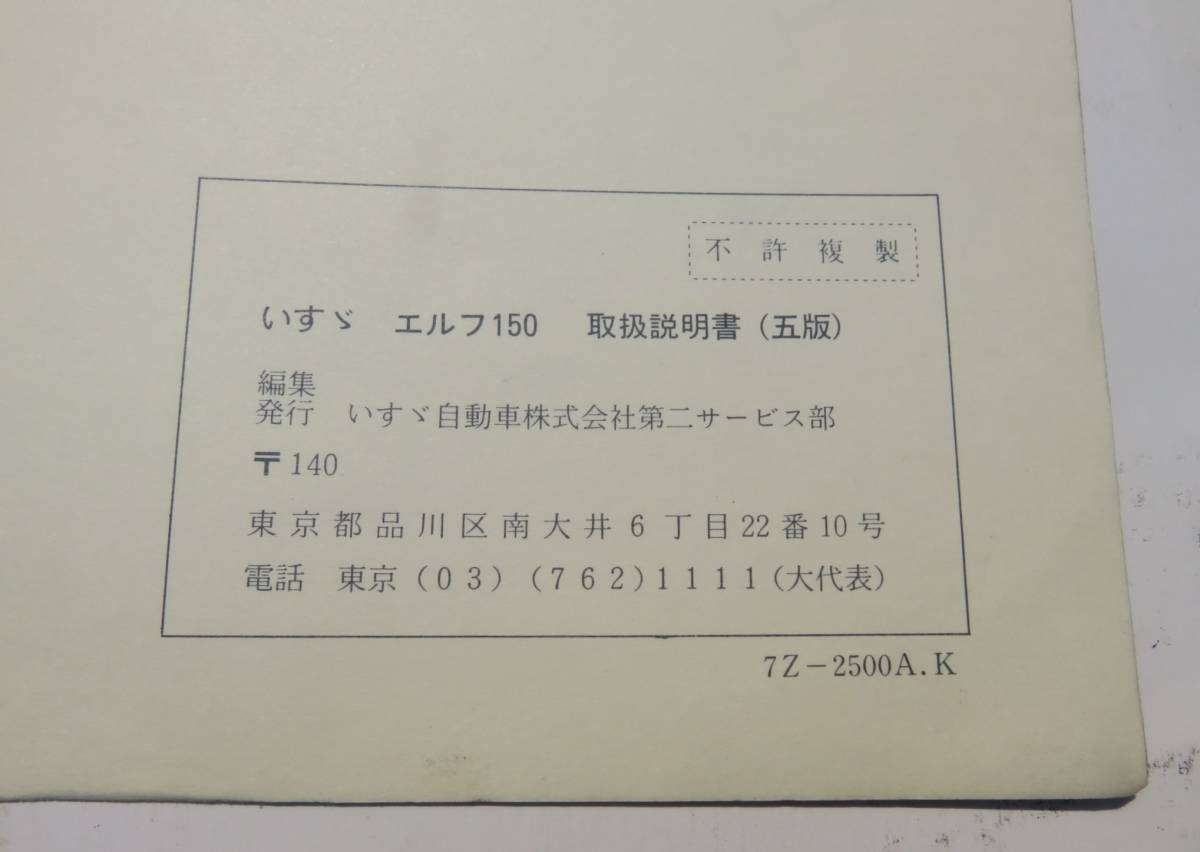 不許複製
いすゞ エルフ150 取扱説明書（五版）
編集
発行 いすゞ自動車株式会社第二サービス部
〒140
東京都品川区南大井6丁目22番10号
電話 東京（03）（762）1111（大代表）
7Z－2500A.K